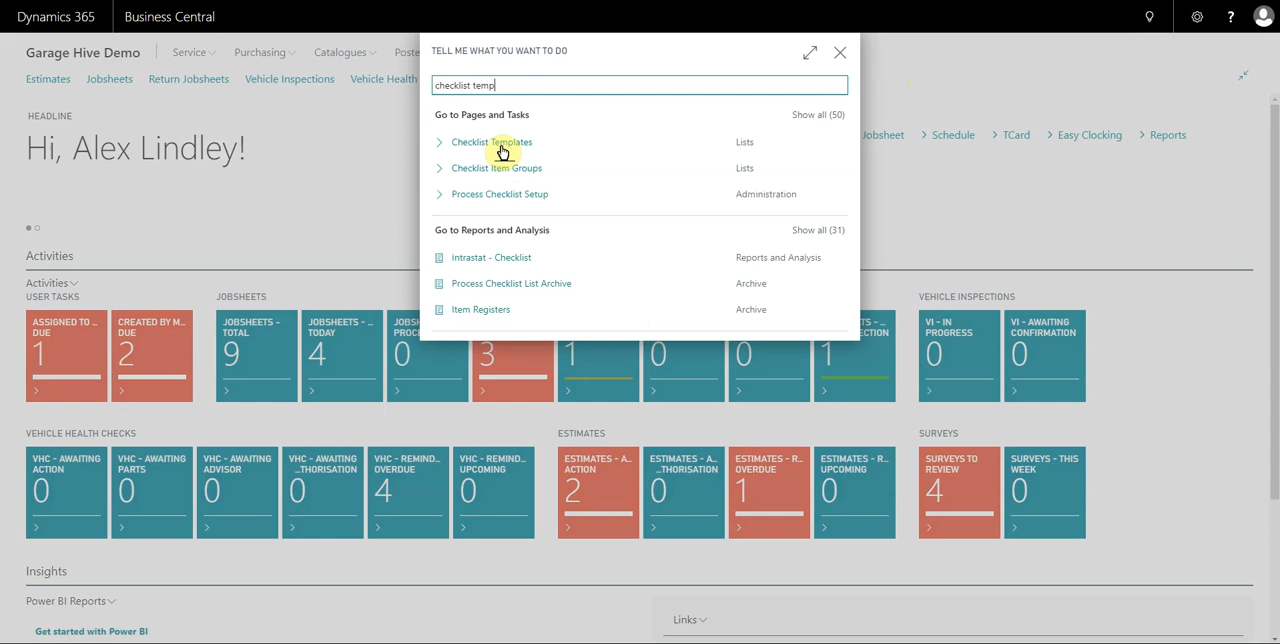 Dynamics 365 Business Central
?
Garage Hive Demo Service Purchasing Catalogues Poste
Estimates Jobsheets Return Jobsheets Vehicle Inspections Vehicle Health
TELL ME WHAT YOU WANT TO DO
checklist temp
Go to Pages and Tasks Show all (50)
Checklist Templates Lists
Checklist Item Groups Lists
Process Checklist Setup Administration
Go to Reports and Analysis Show all (31)
Intrastat - Checklist Reports and Analysis
Process Checklist List Archive Archive
Item Registers Archive
HEADLINE
Hi, Alex Lindley!
Jobsheet Schedule TCard Easy Clocking Reports
Activities
Activities
USER TASKS
ASSIGNED TO ...
DUE
1
CREATED BY M...
DUE
2
JOBSHEETS
JOBSHEETS -
TOTAL
9
JOBSHEETS - ...
TODAY
4
JOBSH
PROC
0
3
1
0
0
TS - ...
ECTION
1
VEHICLE INSPECTIONS
VI - IN
PROGRESS
0
VI - AWAITING
CONFIRMATION
0
VEHICLE HEALTH CHECKS
VHC - AWAITING
ACTION
0
VHC - AWAITING
PARTS
0
VHC - AWAITING
ADVISOR
0
VHC - AWAITING
...THORISATION
0
VHC - REMIND...
OVERDUE
4
VHC - REMIND...
UPCOMING
0
ESTIMATES
ESTIMATES - A...
ACTION
2
ESTIMATES - A...
...THORISATION
0
ESTIMATES - R...
OVERDUE
1
ESTIMATES - R...
UPCOMING
0
SURVEYS
SURVEYS TO
REVIEW
4
SURVEYS - THIS
WEEK
0
Insights
Power BI Reports
Get started with Power BI
Links